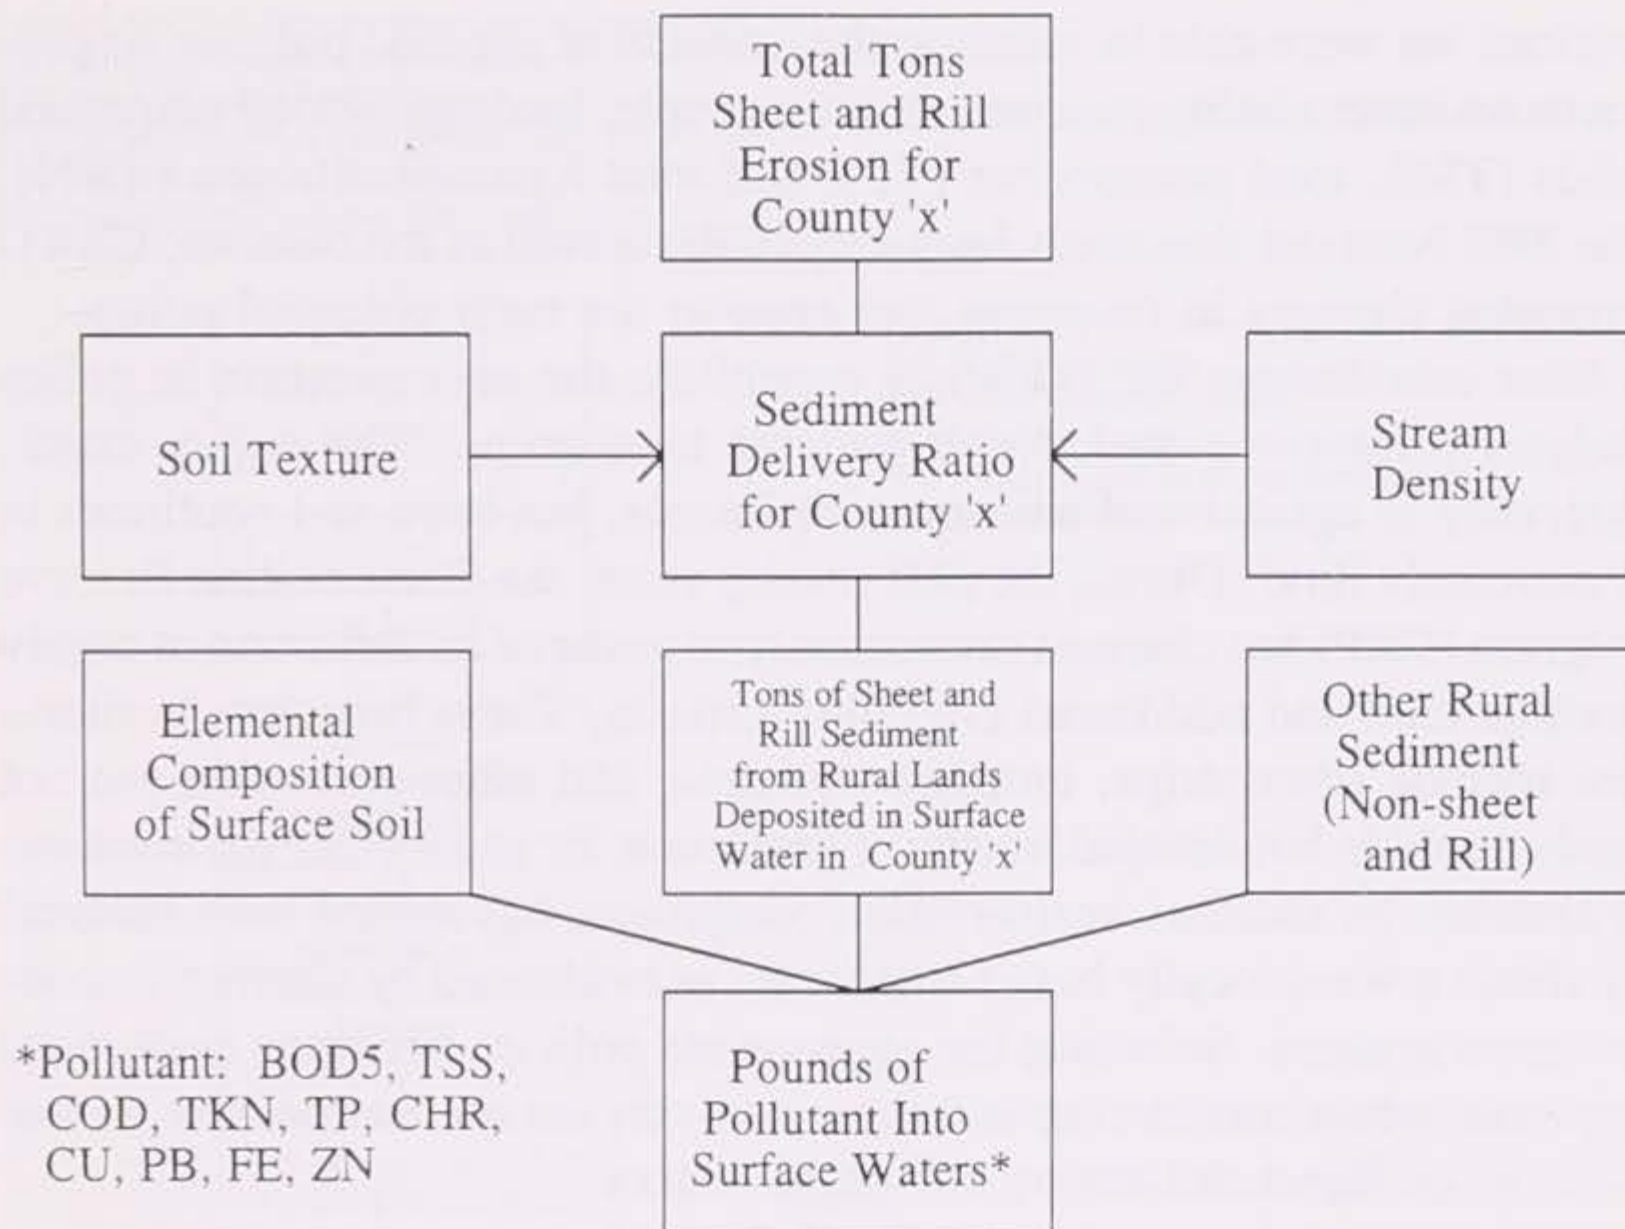 Total Tons
Sheet and Rill
Erosion for
County 'x'
Soil Texture
Sediment
Delivery Ratio
for County 'x'
Stream
Density
Elemental
Composition
of Surface Soil
Tons of Sheet and
Rill Sediment
from Rural Lands
Deposited in Surface
Water in County 'x'
Other Rural
Sediment
(Non-sheet
and Rill)
*Pollutant: BOD5, TSS,
COD, TKN, TP, CHR,
CU, PB, FE, ZN
Pounds of
Pollutant Into
Surface Waters*